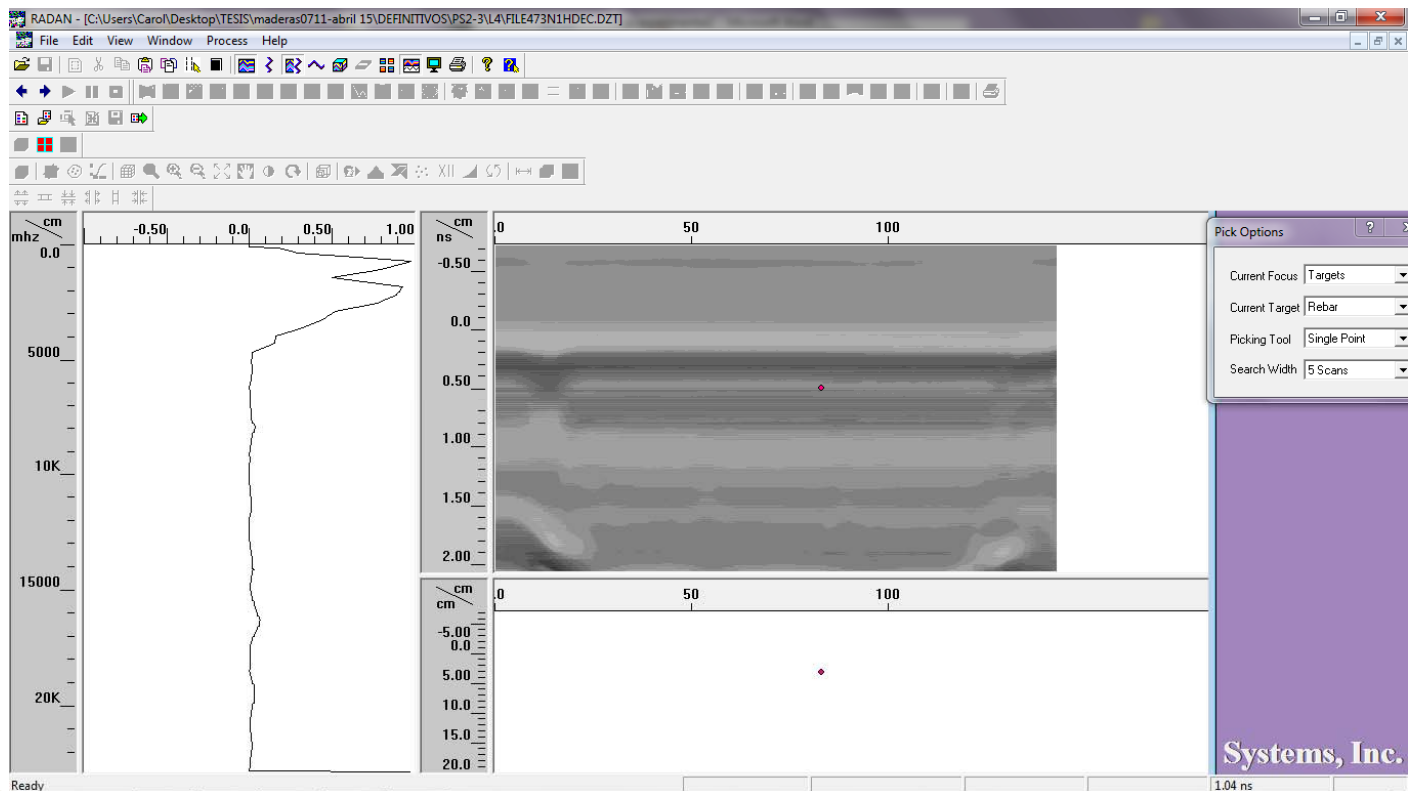 RADAN - [C:\Users\Carol\Desktop\TESIS\maderas0711-abril 15\DEFINITIVOS\PS2-3\L4\FILE473N1HDEC.DZT]
File Edit View Window Process Help
XII
cm
mhz
-0.50 0.0 0.50 1.00
0.0
5000
10K
15000
20K
cm
ns
.0 50 100
-0.50
0.0
0.50
1.00
1.50
2.00
cm
cm
.0 50 100
-5.00
0.0
5.00
10.0
15.0
20.0
Pick Options
Current Focus Targets
Current Target Rebar
Picking Tool Single Point
Search Width 5 Scans
Systems, Inc.
Ready 1.04 ns